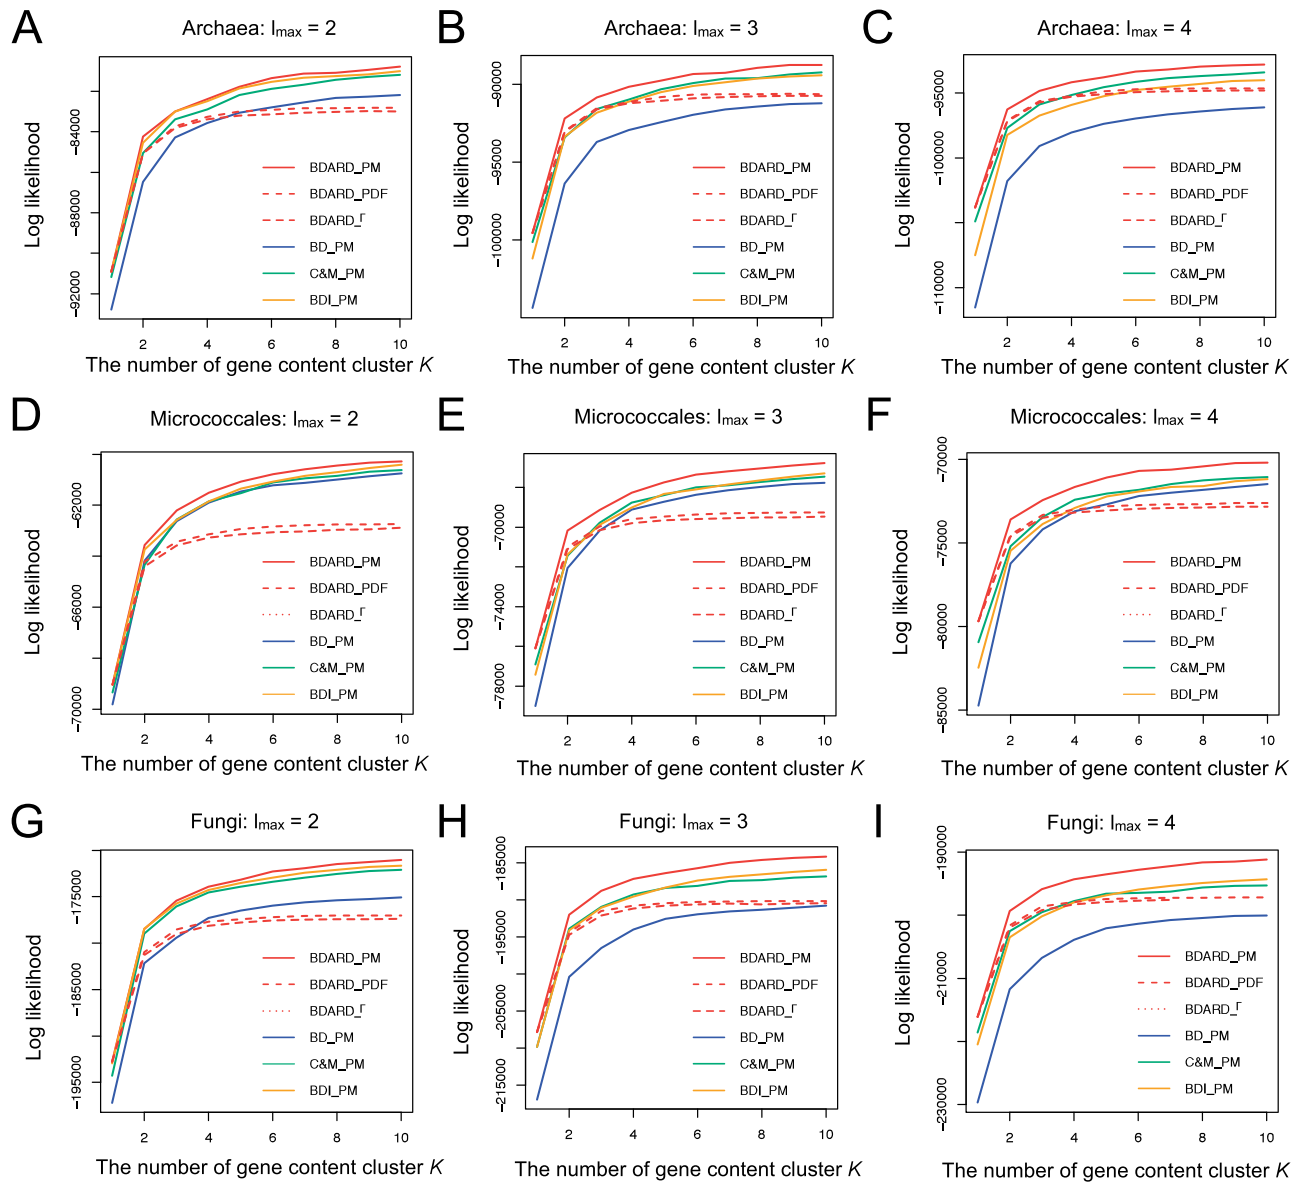 A
Archaea: Imax = 2
Log likelihood
-84000
-88000
-92000
BDARD_PM
BDARD_PDF
BDARD_Γ
BD_PM
C&M_PM
BDI_PM
2 4 6 8 10
The number of gene content cluster K
B
Archaea: Imax = 3
Log likelihood
-90000
-95000
-100000
BDARD_PM
BDARD_PDF
BDARD_Γ
BD_PM
C&M_PM
BDI_PM
2 4 6 8 10
The number of gene content cluster K
C
Archaea: Imax = 4
Log likelihood
-95000
-100000
-110000
BDARD_PM
BDARD_PDF
BDARD_Γ
BD_PM
C&M_PM
BDI_PM
2 4 6 8 10
The number of gene content cluster K
D
Micrococcales: Imax = 2
Log likelihood
-62000
-66000
-70000
BDARD_PM
BDARD_PDF
BDARD_Γ
BD_PM
C&M_PM
BDI_PM
2 4 6 8 10
The number of gene content cluster K
E
Micrococcales: Imax = 3
Log likelihood
-70000
-74000
-78000
BDARD_PM
BDARD_PDF
BDARD_Γ
BD_PM
C&M_PM
BDI_PM
2 4 6 8 10
The number of gene content cluster K
F
Micrococcales: Imax = 4
Log likelihood
-70000
-75000
-80000
-85000
BDARD_PM
BDARD_PDF
BDARD_Γ
BD_PM
C&M_PM
BDI_PM
2 4 6 8 10
The number of gene content cluster K
G
Fungi: Imax = 2
Log likelihood
-175000
-185000
-195000
BDARD_PM
BDARD_PDF
BDARD_Γ
BD_PM
C&M_PM
BDI_PM
2 4 6 8 10
The number of gene content cluster K
H
Fungi: Imax = 3
Log likelihood
-185000
-195000
-205000
-215000
BDARD_PM
BDARD_PDF
BDARD_Γ
BD_PM
C&M_PM
BDI_PM
2 4 6 8 10
The number of gene content cluster K
I
Fungi: Imax = 4
Log likelihood
-190000
-210000
-230000
BDARD_PM
BDARD_PDF
BDARD_Γ
BD_PM
C&M_PM
BDI_PM
2 4 6 8 10
The number of gene content cluster K